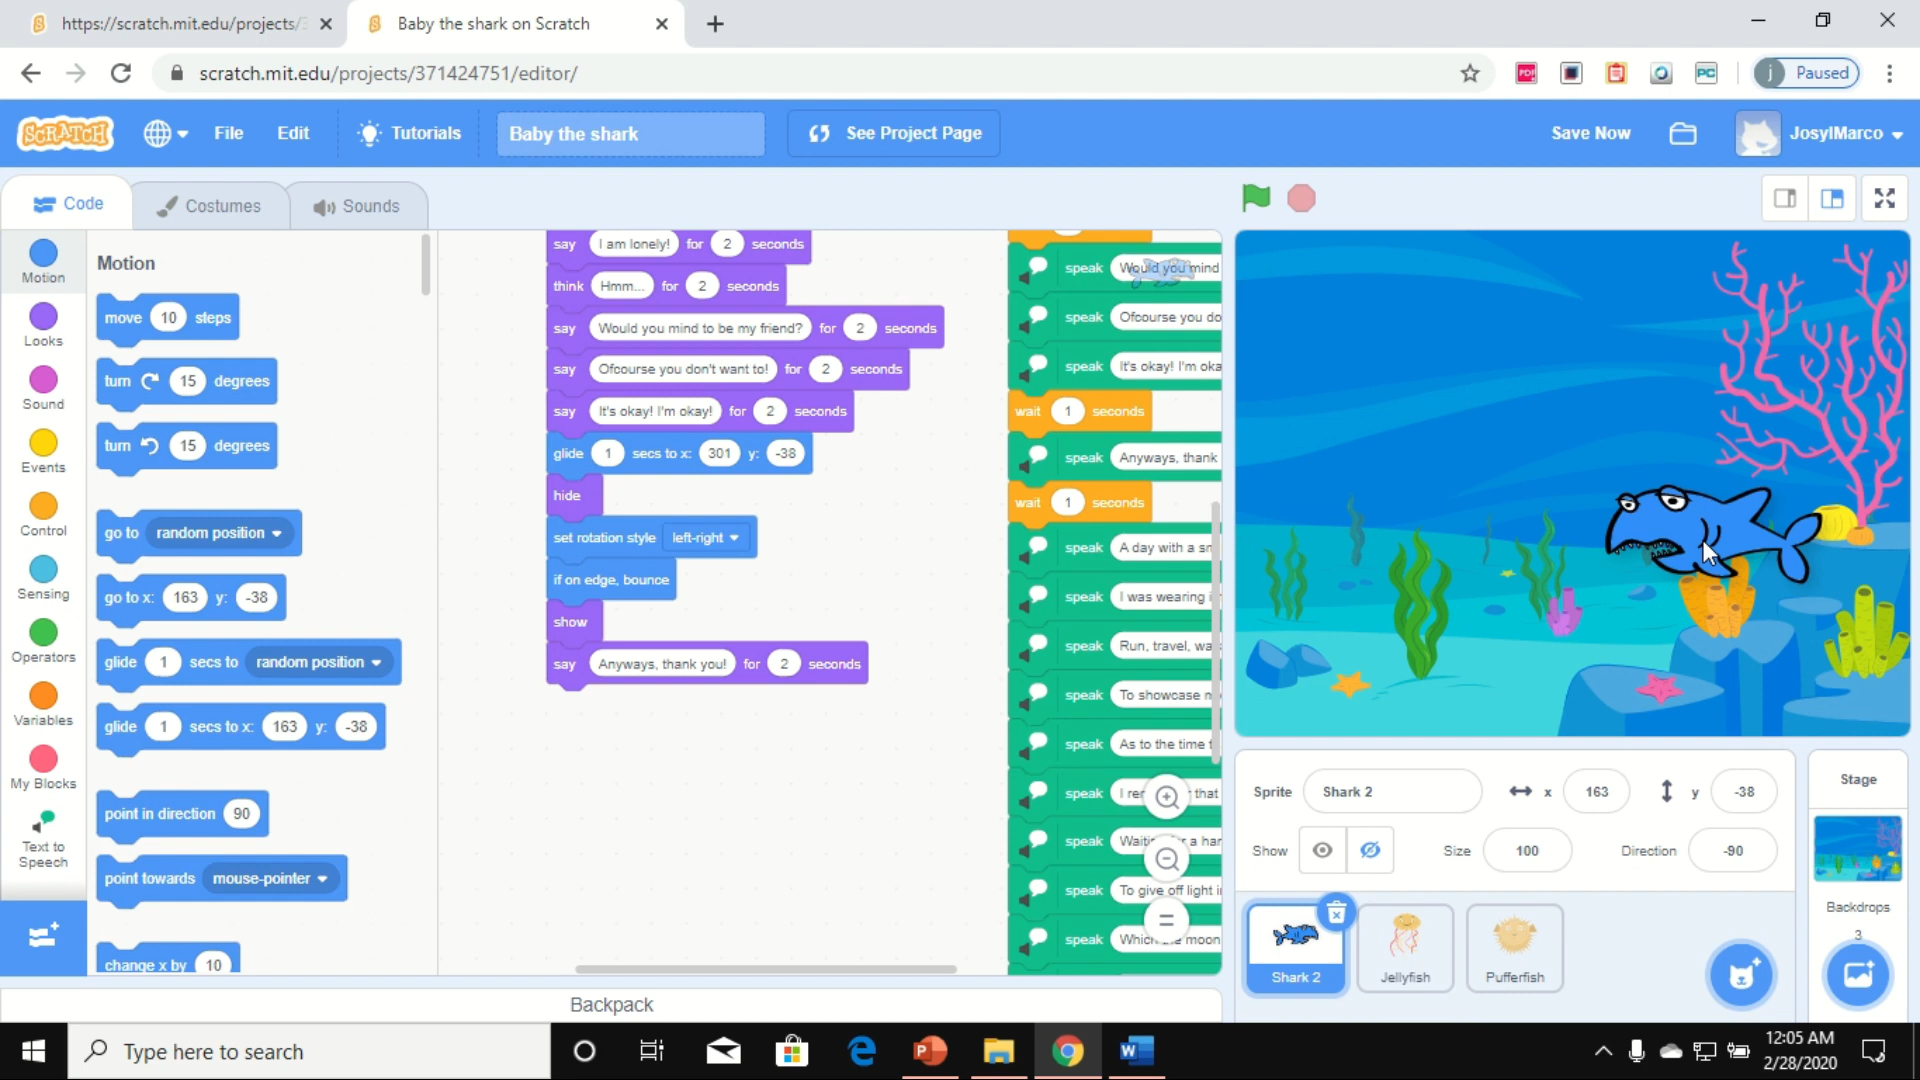 https://scratch.mit.edu/projects/3
Baby the shark on Scratch
scratch.mit.edu/projects/371424751/editor/
PDF
PC
j Paused
SCRATCH
File
Edit
Tutorials
Baby the shark
See Project Page
Save Now
JosylMarco
Code
Costumes
Sounds
Motion
Looks
Sound
Events
Control
Sensing
Operators
Variables
My Blocks
Text to
Speech
Motion
move 10 steps
turn 15 degrees
turn 15 degrees
go to random position
go to x: 163 y: -38
glide 1 secs to random position
glide 1 secs to x: 163 y: -38
point in direction 90
point towards mouse-pointer
change x by 10
say I am lonely! for 2 seconds
think Hmm... for 2 seconds
say Would you mind to be my friend? for 2 seconds
say Ofcourse you don't want to! for 2 seconds
say It's okay! I'm okay! for 2 seconds
glide 1 secs to x: 301 y: -38
hide
set rotation style left-right
if on edge, bounce
show
say Anyways, thank you! for 2 seconds
speak Would you mind
speak Ofcourse you do
speak It's okay! I'm oka
wait 1 seconds
speak Anyways, thank
wait 1 seconds
speak A day with a sm
speak I was wearing
speak Run, travel, wa
speak To showcase
speak As to the time
speak I that
speak a har
speak To give off light i
speak moon
Sprite Shark 2 x 163 y -38
Show Size 100 Direction -90
Shark 2
Jellyfish
Pufferfish
Stage
Backdrops
3
Backpack
Type here to search
12:05 AM
2/28/2020